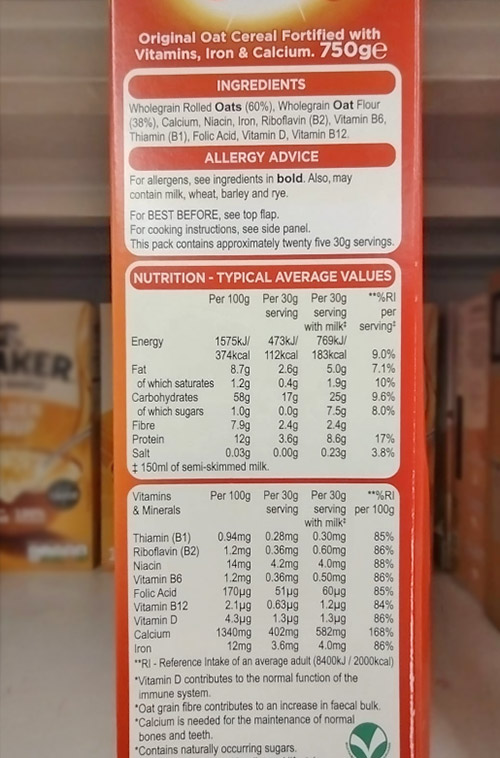 Original Oat Cereal Fortified with
Vitamins, Iron & Calcium. 750g℮
INGREDIENTS
Wholegrain Rolled Oats (60%), Wholegrain Oat Flour
(38%), Calcium, Niacin, Iron, Riboflavin (B2), Vitamin B6,
Thiamin (B1), Folic Acid, Vitamin D, Vitamin B12.
ALLERGY ADVICE
For allergens, see ingredients in bold. Also, may
contain milk, wheat, barley and rye.
For BEST BEFORE, see top flap.
For cooking instructions, see side panel.
This pack contains approximately twenty five 30g servings.
NUTRITION - TYPICAL AVERAGE VALUES
Per 100g Per 30g Per 30g **%RI
serving serving per
with milk‡ serving‡
Energy 1575kJ/ 473kJ/ 769kJ/
374kcal 112kcal 183kcal 9.0%
Fat 8.7g 2.6g 5.0g 7.1%
of which saturates 1.2g 0.4g 1.9g 10%
Carbohydrates 58g 17g 25g 9.6%
of which sugars 1.0g 0.0g 7.5g 8.0%
Fibre 7.9g 2.4g 2.4g
Protein 12g 3.6g 8.6g 17%
Salt 0.03g 0.00g 0.23g 3.8%
‡ 150ml of semi-skimmed milk.
Vitamins Per 100g Per 30g Per 30g **%RI
& Minerals serving serving per 100g
with milk‡
Thiamin (B1) 0.94mg 0.28mg 0.30mg 85%
Riboflavin (B2) 1.2mg 0.36mg 0.60mg 86%
Niacin 14mg 4.2mg 4.0mg 88%
Vitamin B6 1.2mg 0.36mg 0.50mg 86%
Folic Acid 170µg 51µg 60µg 85%
Vitamin B12 2.1µg 0.63µg 1.2µg 84%
Vitamin D 4.3µg 1.3µg 1.3µg 86%
Calcium 1340mg 402mg 582mg 168%
Iron 12mg 3.6mg 4.0mg 86%
**RI - Reference Intake of an average adult (8400kJ / 2000kcal)
*Vitamin D contributes to the normal function of the
immune system.
*Oat grain fibre contributes to an increase in faecal bulk.
*Calcium is needed for the maintenance of normal
bones and teeth.
*Contains naturally occurring sugars.
AKER